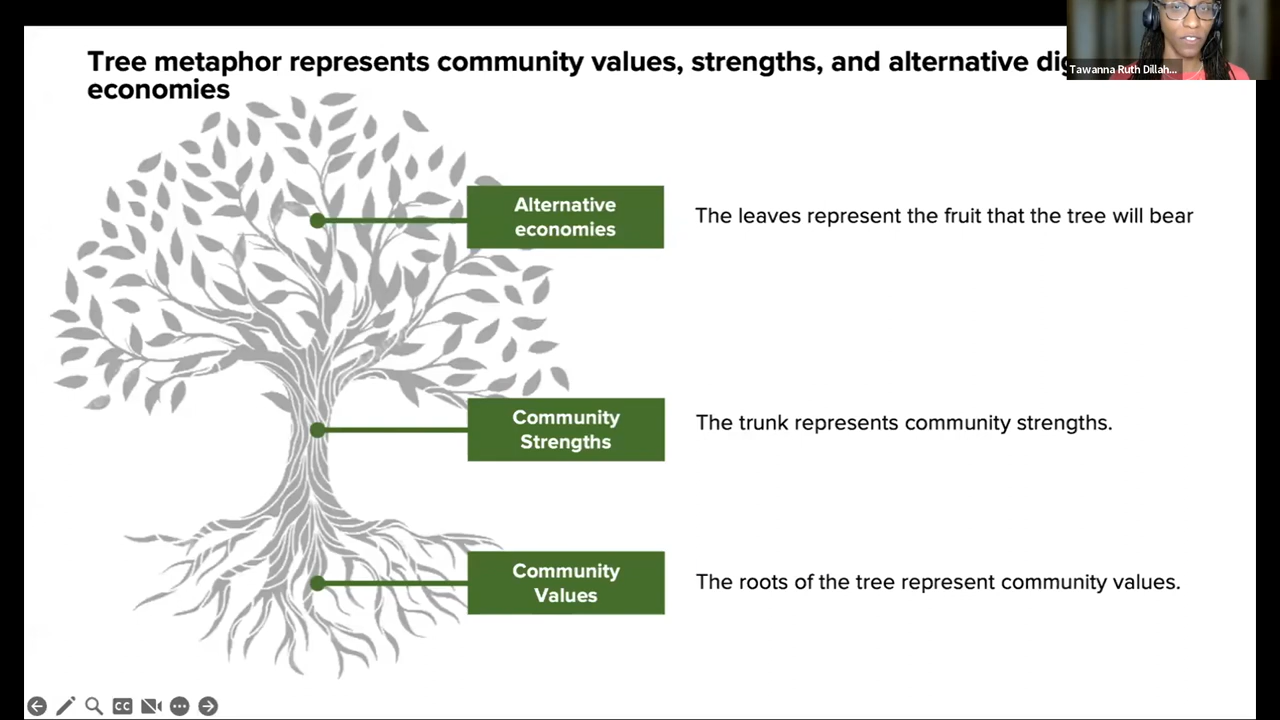 Tree metaphor represents community values, strengths, and alternative
economies
Tawanna Ruth Dillah...
Alternative
economies
The leaves represent the fruit that the tree will bear
Community
Strengths
The trunk represents community strengths.
Community
Values
The roots of the tree represent community values.
CC